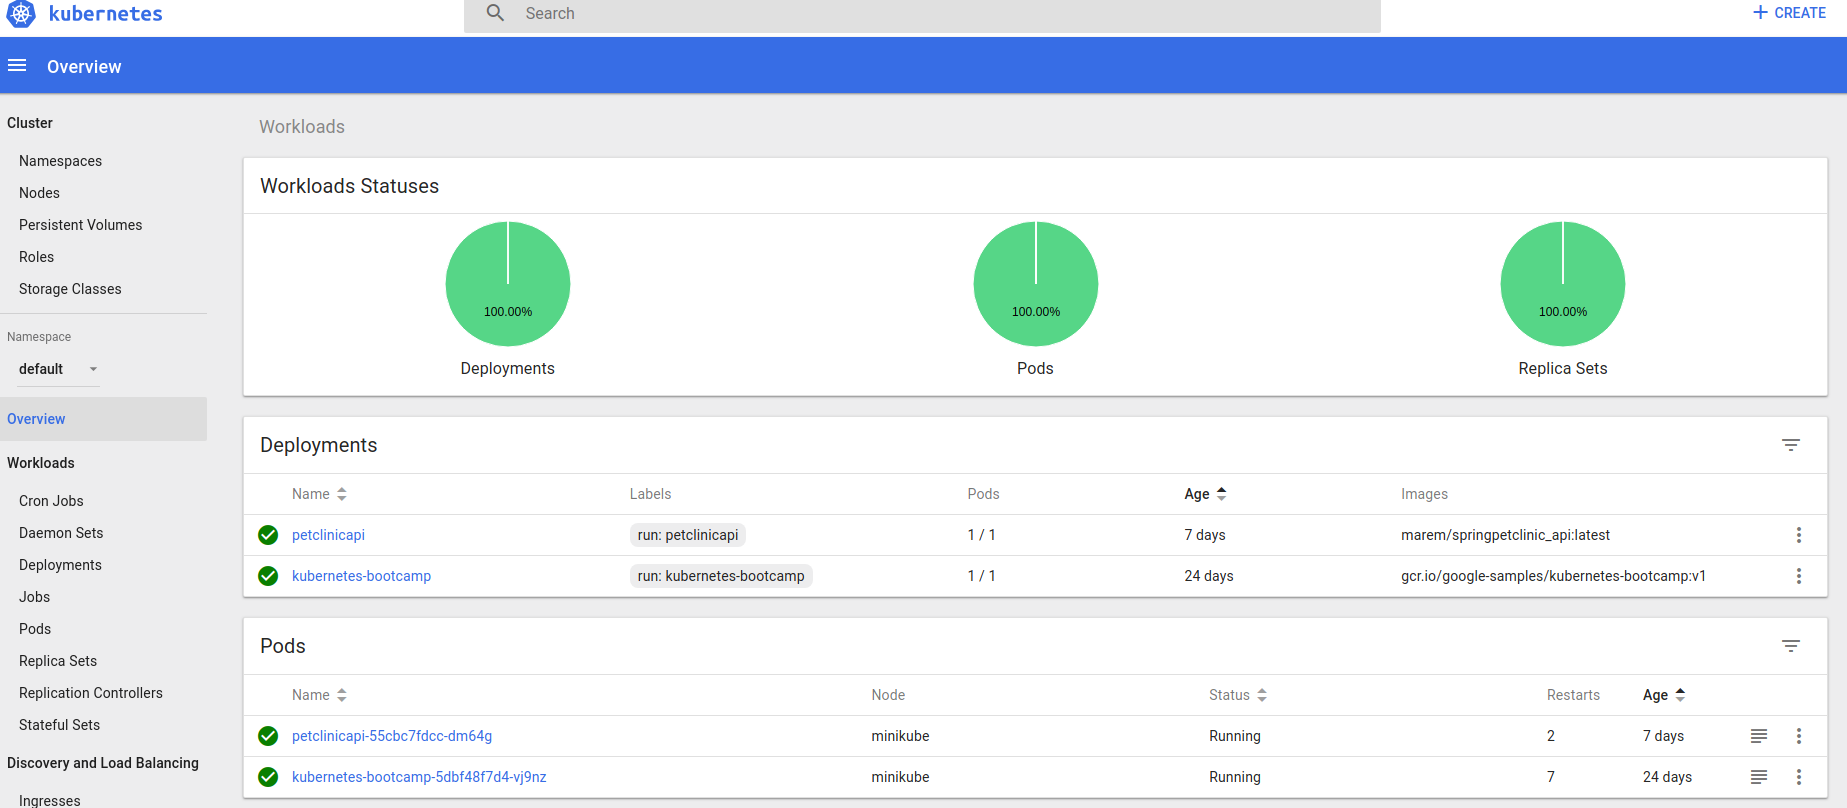 kubernetes
Search
CREATE
Overview
Cluster
Namespaces
Nodes
Persistent Volumes
Roles
Storage Classes
Namespace
default
Overview
Workloads
Cron Jobs
Daemon Sets
Deployments
Jobs
Pods
Replica Sets
Replication Controllers
Stateful Sets
Discovery and Load Balancing
Ingresses
Workloads
Workloads Statuses
100.00% 100.00% 100.00%
Deployments Pods Replica Sets
Deployments
Name Labels Pods Age Images
petclinicapi run: petclinicapi 1 / 1 7 days marem/springpetclinic_api:latest
kubernetes-bootcamp run: kubernetes-bootcamp 1 / 1 24 days gcr.io/google-samples/kubernetes-bootcamp:v1
Pods
Name Node Status Restarts Age
petclinicapi-55cbc7fdcc-dm64g minikube Running 2 7 days
kubernetes-bootcamp-5dbf48f7d4-vj9nz minikube Running 7 24 days